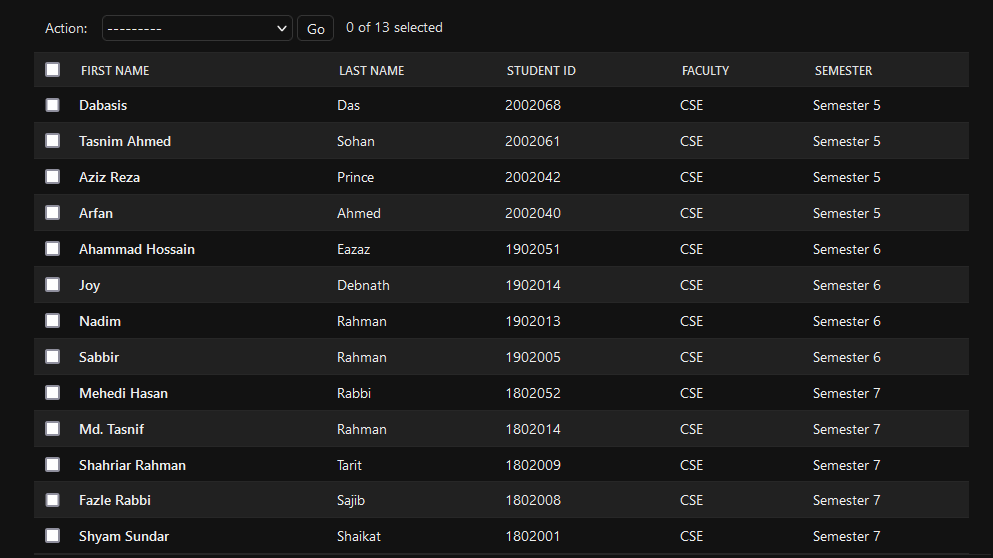 Action: --------- Go 0 of 13 selected
FIRST NAME LAST NAME STUDENT ID FACULTY SEMESTER
Dabasis Das 2002068 CSE Semester 5
Tasnim Ahmed Sohan 2002061 CSE Semester 5
Aziz Reza Prince 2002042 CSE Semester 5
Arfan Ahmed 2002040 CSE Semester 5
Ahammad Hossain Eazaz 1902051 CSE Semester 6
Joy Debnath 1902014 CSE Semester 6
Nadim Rahman 1902013 CSE Semester 6
Sabbir Rahman 1902005 CSE Semester 6
Mehedi Hasan Rabbi 1802052 CSE Semester 7
Md. Tasnif Rahman 1802014 CSE Semester 7
Shahriar Rahman Tarit 1802009 CSE Semester 7
Fazle Rabbi Sajib 1802008 CSE Semester 7
Shyam Sundar Shaikat 1802001 CSE Semester 7